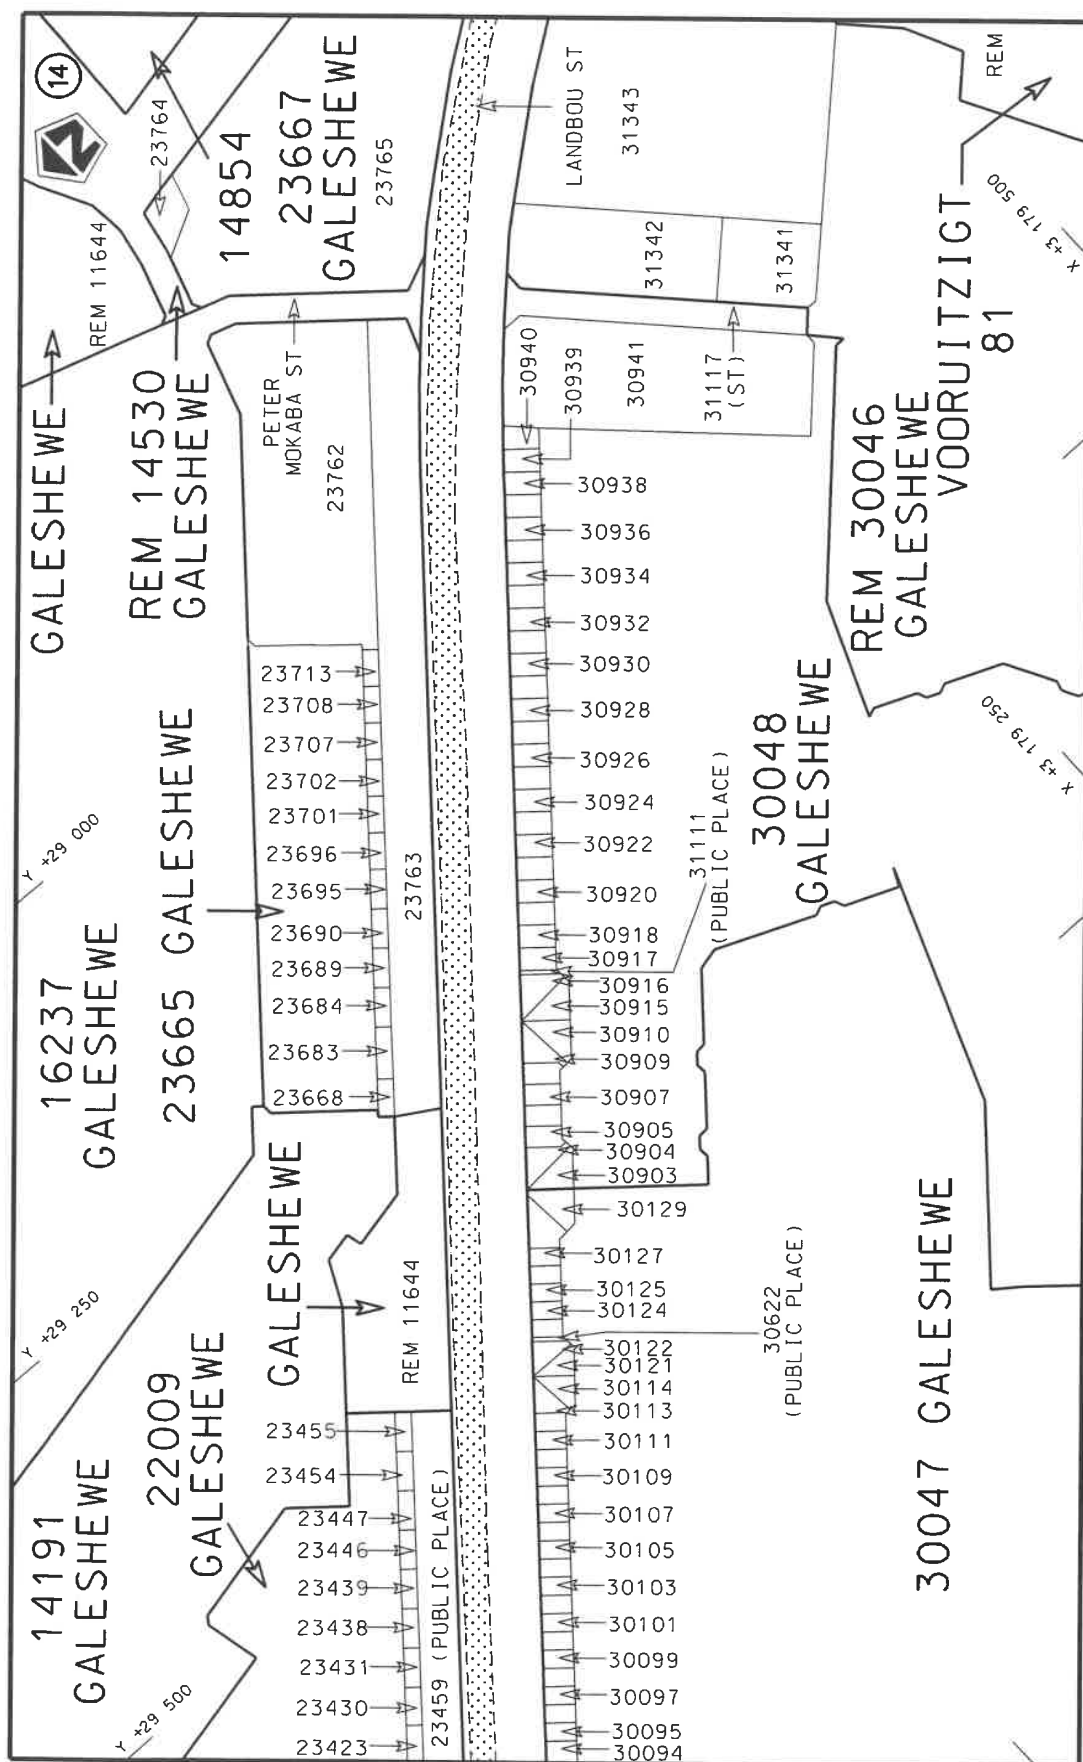 14
23764
14854
REM 11644
GALESHEWE
REM 14530
GALESHEWE
23667
GALESHEWE
23765
LANDBOU ST
31343
31342
31341
REM
X +3 179 500
VOORUITZIGT
81
PETER
MOKABA ST
23762
30940
30939
30941
31117
(ST)
REM 30046
GALESHEWE
30938
30936
30934
30932
30930
30928
30926
30924
30922
30920
30918
30917
30916
30915
30910
30909
30907
30905
30904
30903
31111
(PUBLIC PLACE)
30048
GALESHEWE
X +3 179 250
23713
23708
23707
23702
23701
23696
23695
23690
23689
23684
23683
23668
23763
23665 GALESHEWE
Y +29 000
16237
GALESHEWE
GALESHEWE
REM 11644
Y +29 250
22009
GALESHEWE
14191
GALESHEWE
Y +29 500
23455
23454
23447
23446
23439
23438
23431
23430
23423
23459 (PUBLIC PLACE)
30129
30127
30125
30124
30122
30121
30114
30113
30111
30109
30107
30105
30103
30101
30099
30097
30095
30094
30622
(PUBLIC PLACE)
30047 GALESHEWE